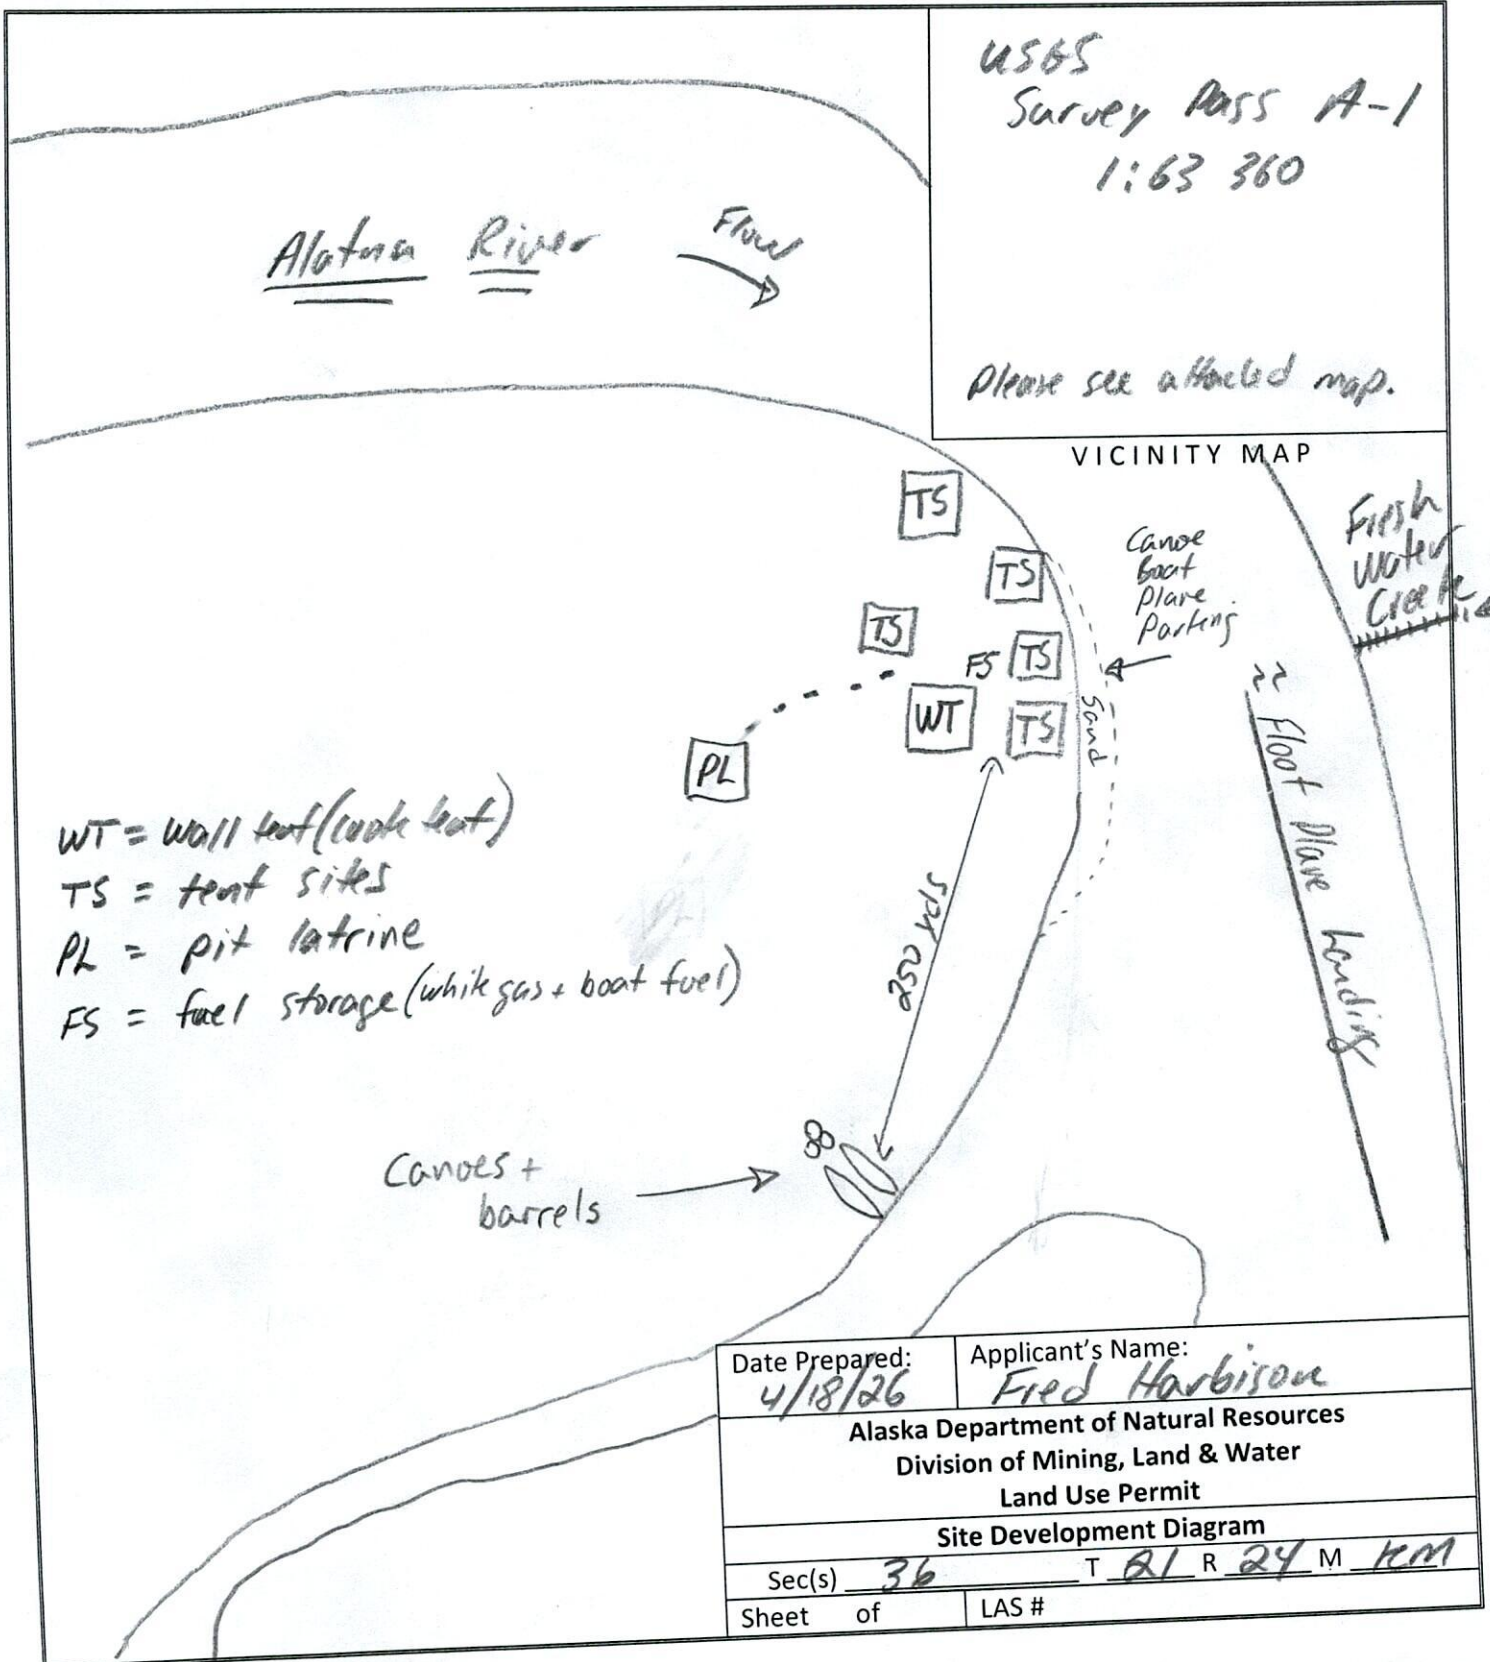 USGS
Survey Pass A-1
1:63 360
Please see attached map.
VICINITY MAP
Alatna River
Flow
TS
TS
TS
FS
TS
WT
TS
PL
Sand
Canoe
Boat
Plane
Parking
Fresh
Water
Creek
≈ Float Plane Landing
WT = wall tent (cook tent)
TS = tent sites
PL = pit latrine
FS = fuel storage (white gas + boat fuel)
250 yds
Canoes +
barrels
Date Prepared:
4/18/26
Applicant's Name:
Fred Harbison
Alaska Department of Natural Resources
Division of Mining, Land & Water
Land Use Permit
Site Development Diagram
Sec(s) 36 T 21 R 24 M KRM
Sheet of
LAS #